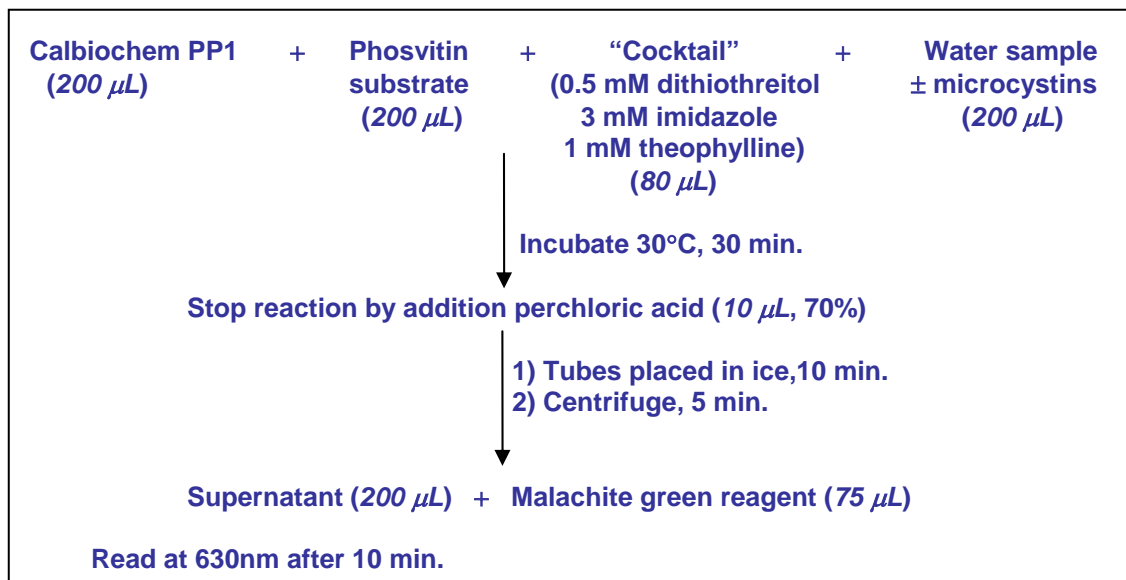 Calbiochem PP1 + Phosvitin + “Cocktail” + Water sample
(200 μL) substrate (0.5 mM dithiothreitol ± microcystins
(200 μL) 3 mM imidazole (200 μL)
1 mM theophylline)
(80 μL)
Incubate 30°C, 30 min.
Stop reaction by addition perchloric acid (10 μL, 70%)
1) Tubes placed in ice,10 min.
2) Centrifuge, 5 min.
Supernatant (200 μL) + Malachite green reagent (75 μL)
Read at 630nm after 10 min.